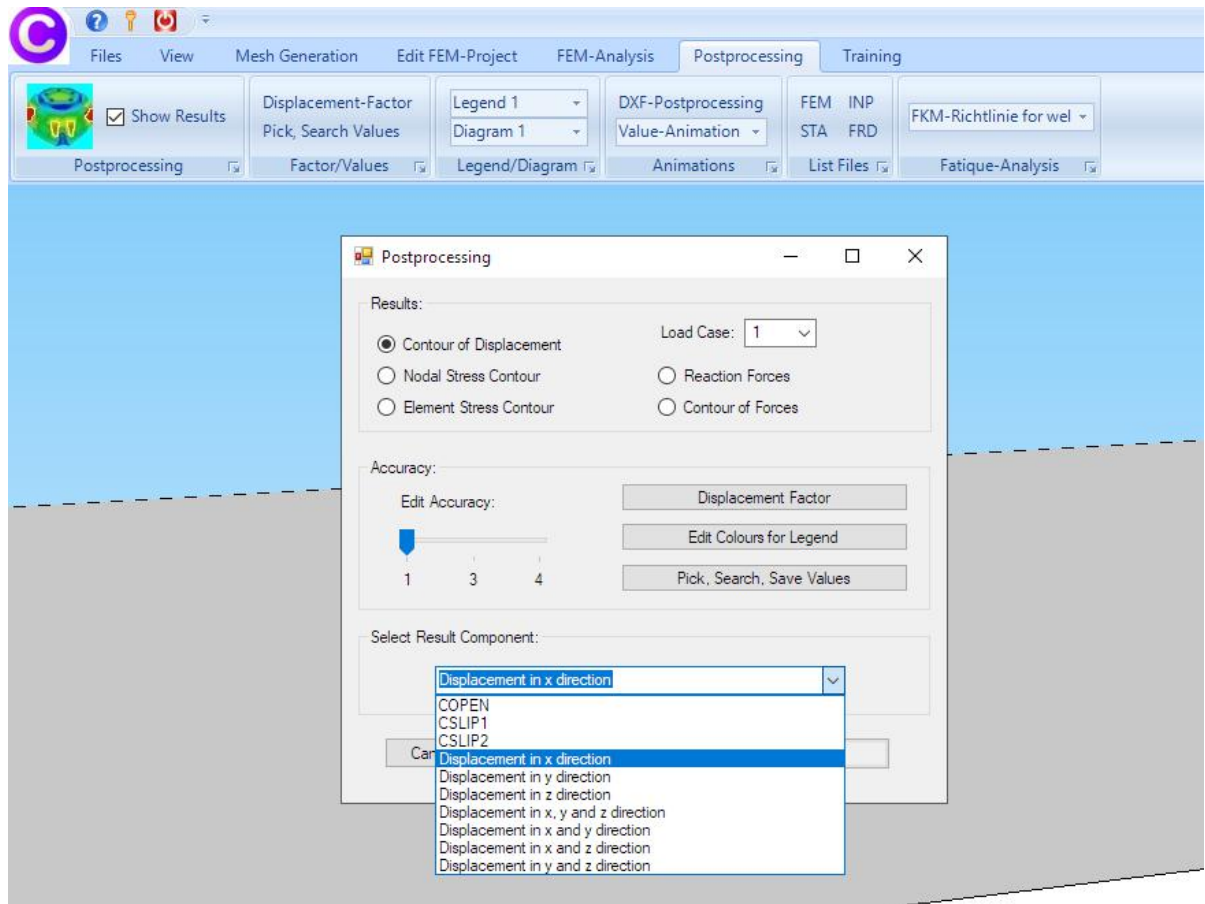 C
Files View Mesh Generation Edit FEM-Project FEM-Analysis Postprocessing Training
Show Results
Postprocessing
Displacement-Factor
Pick, Search Values
Factor/Values
Legend 1
Diagram 1
Legend/Diagram
DXF-Postprocessing
Value-Animation
Animations
FEM INP
STA FRD
List Files
FKM-Richtlinie for wel
Fatique-Analysis
Postprocessing
Results:
Contour of Displacement
Load Case: 1
Nodal Stress Contour
Reaction Forces
Element Stress Contour
Contour of Forces
Accuracy:
Edit Accuracy:
1 3 4
Displacement Factor
Edit Colours for Legend
Pick, Search, Save Values
Select Result Component:
Displacement in x direction
COPEN
CSLIP1
CSLIP2
Displacement in x direction
Displacement in y direction
Displacement in z direction
Displacement in x, y and z direction
Displacement in x and y direction
Displacement in x and z direction
Displacement in y and z direction